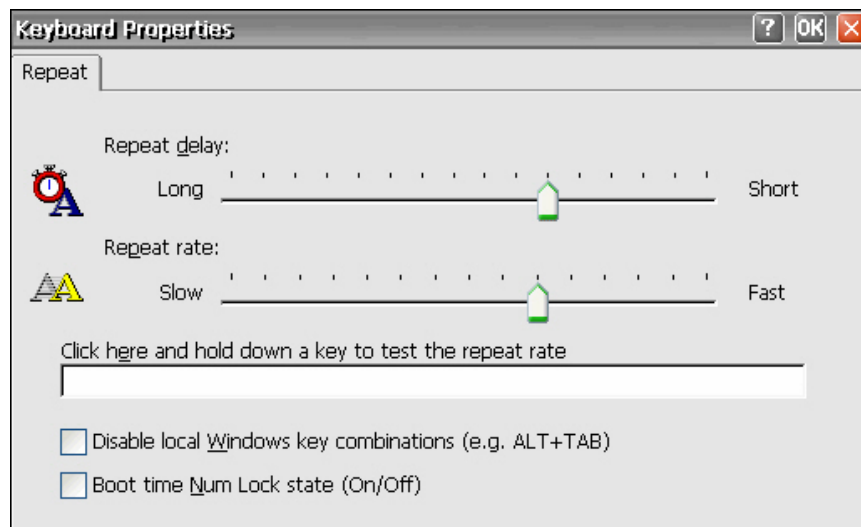 Keyboard Properties ? OK X
Repeat
Repeat delay:
Long Short
Repeat rate:
Slow Fast
Click here and hold down a key to test the repeat rate
Disable local Windows key combinations (e.g. ALT+TAB)
Boot time Num Lock state (On/Off)